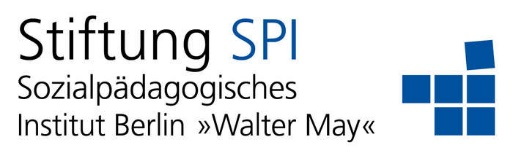 Stiftung SPI
Sozialpädagogisches
Institut Berlin »Walter May«